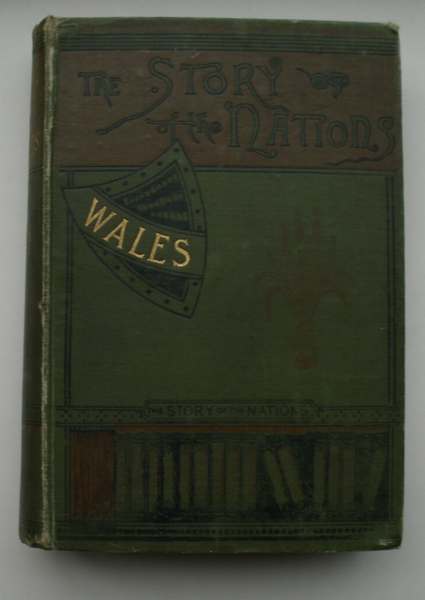 THE STORY OF
THE NATIONS
WALES
THE STORY OF THE NATIONS